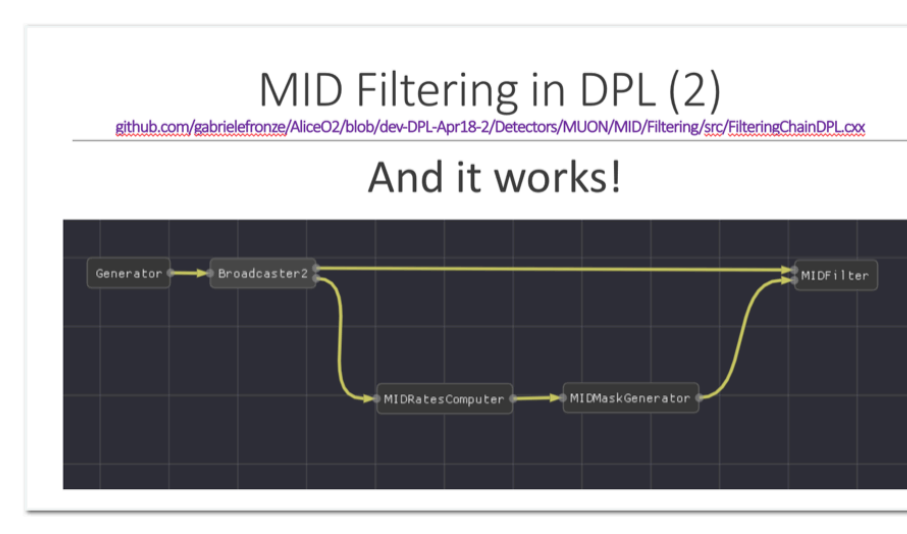 MID Filtering in DPL (2)
github.com/gabrielefronze/AliceO2/blob/dev-DPL-Apr18-2/Detectors/MUON/MID/Filtering/src/FilteringChainDPL.cxx
And it works!
Generator
Broadcaster2
MIDFilter
MIDRatesComputer
MIDMaskGenerator